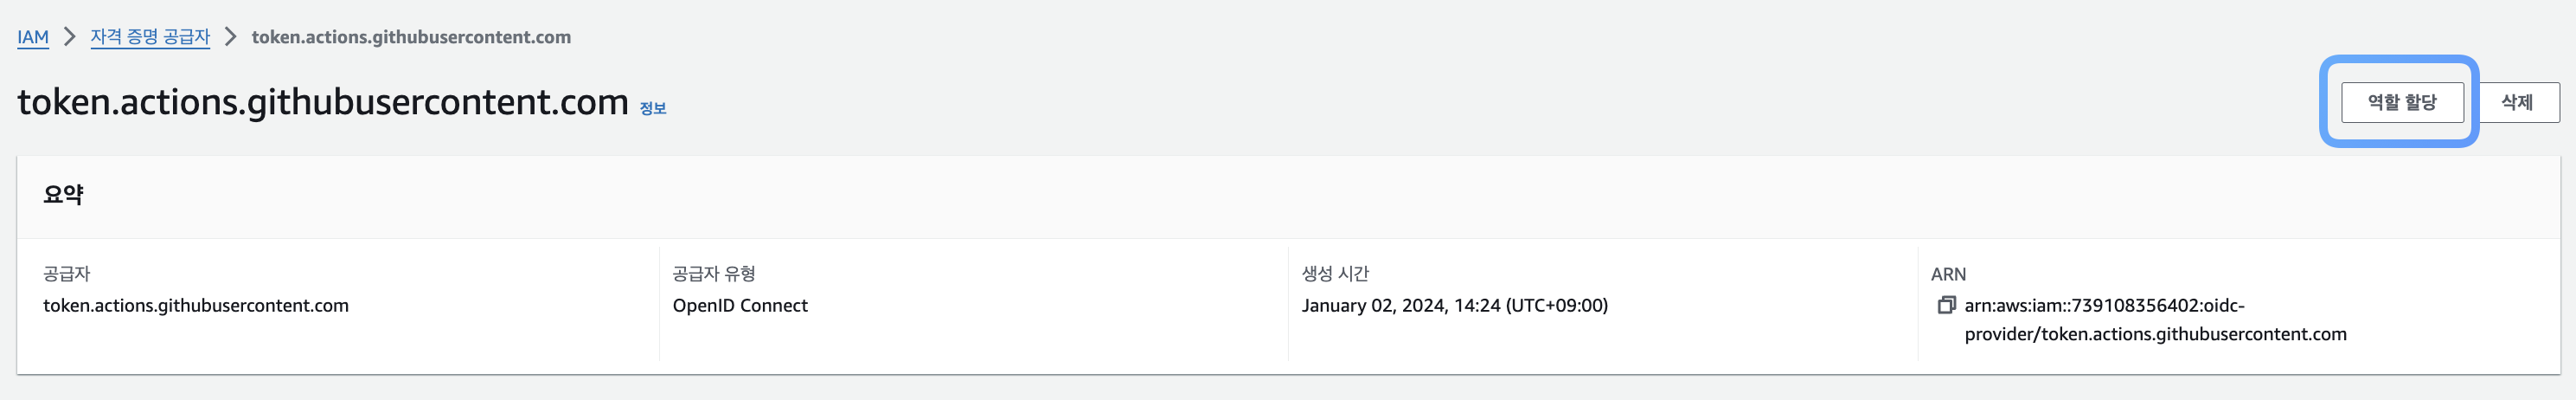 IAM > 자격 증명 공급자 > token.actions.githubusercontent.com
token.actions.githubusercontent.com 정보
역할 할당
삭제
요약
공급자
token.actions.githubusercontent.com
공급자 유형
OpenID Connect
생성 시간
January 02, 2024, 14:24 (UTC+09:00)
ARN
arn:aws:iam::739108356402:oidc-
provider/token.actions.githubusercontent.com